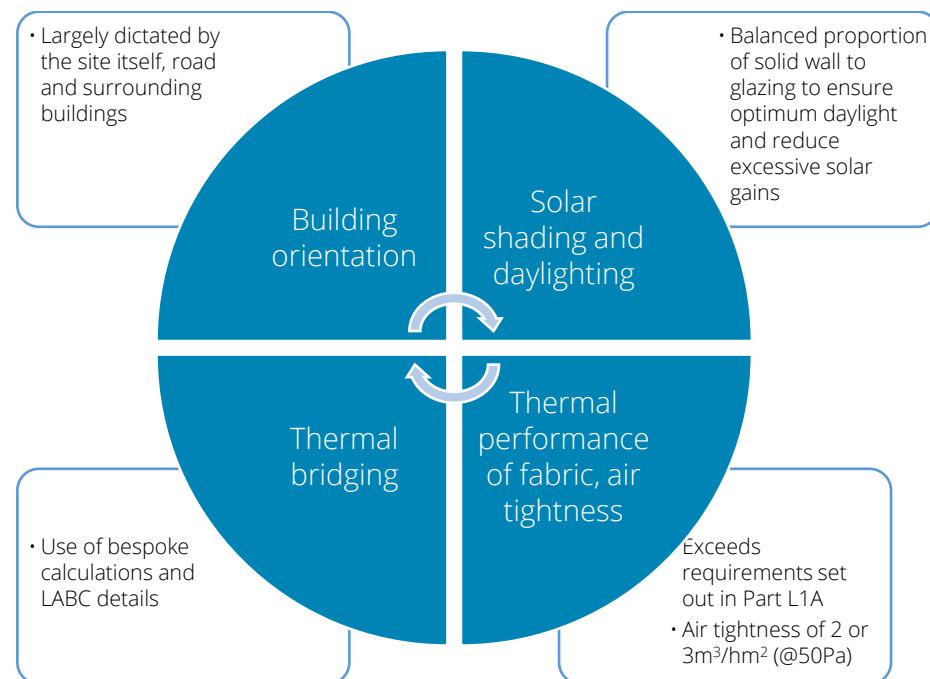 • Largely dictated by
the site itself, road
and surrounding
buildings
• Balanced proportion
of solid wall to
glazing to ensure
optimum daylight
and reduce
excessive solar
gains
Building
orientation
Solar
shading and
daylighting
Thermal
bridging
Thermal
performance
of fabric, air
tightness
• Use of bespoke
calculations and
LABC details
Exceeds
requirements set
out in Part L1A
• Air tightness of 2 or
3m³/hm² (@50Pa)